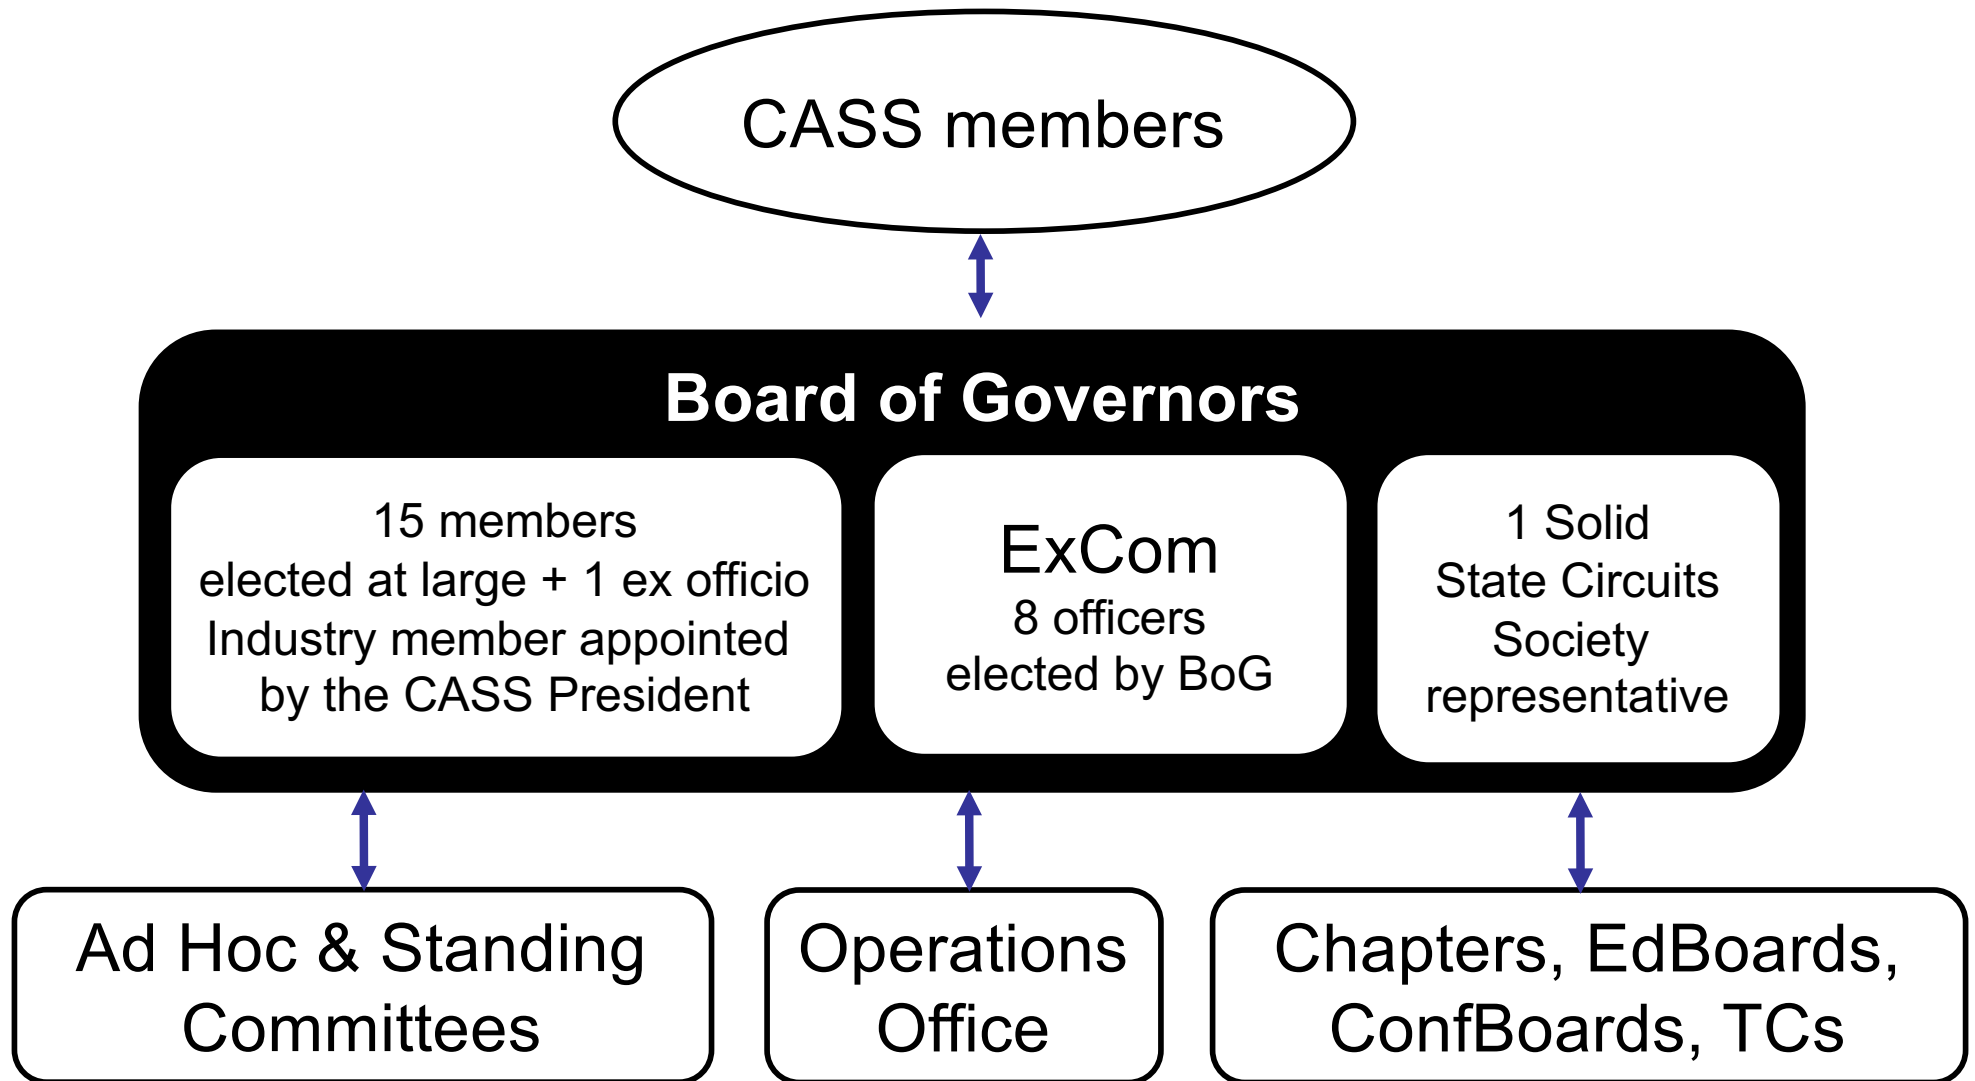 CASS members
Board of Governors
15 members
elected at large + 1 ex officio
Industry member appointed
by the CASS President
ExCom
8 officers
elected by BoG
1 Solid
State Circuits
Society
representative
Ad Hoc & Standing
Committees
Operations
Office
Chapters, EdBoards,
ConfBoards, TCs